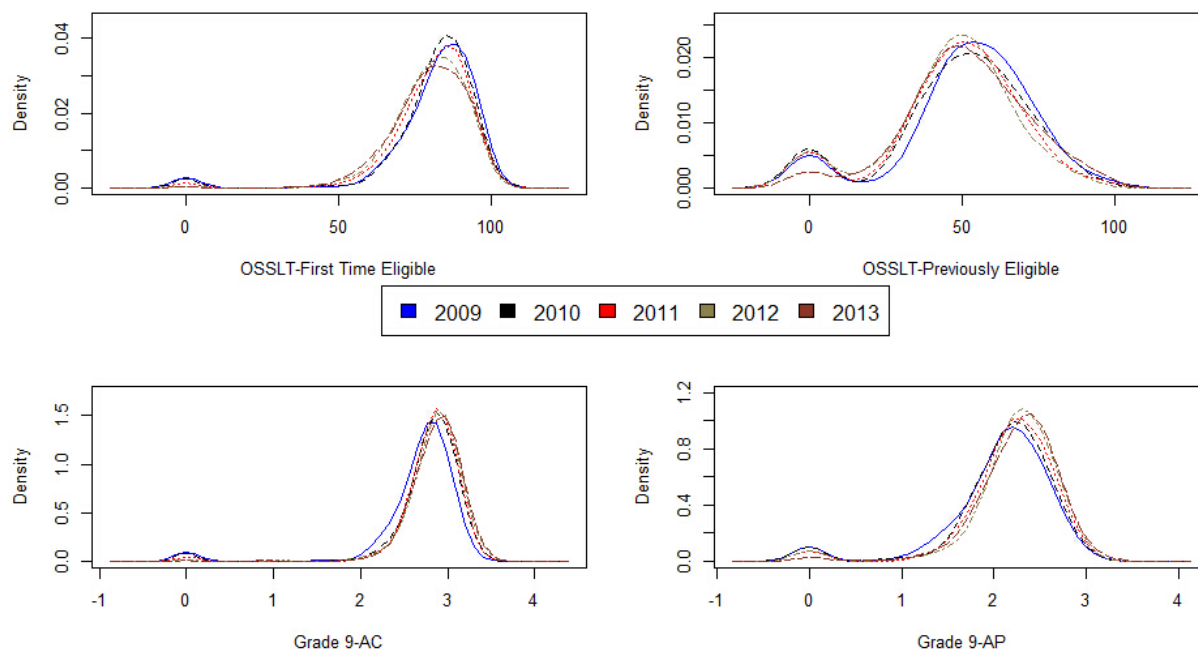 Density
0.00
0.02
0.04
0
50
100
OSSLT-First Time Eligible
Density
0.000
0.010
0.020
0
50
100
OSSLT-Previously Eligible
2009 2010 2011 2012 2013
Density
0.0
0.5
1.0
1.5
-1 0 1 2 3 4
Grade 9-AC
Density
0.0
0.4
0.8
1.2
-1 0 1 2 3 4
Grade 9-AP